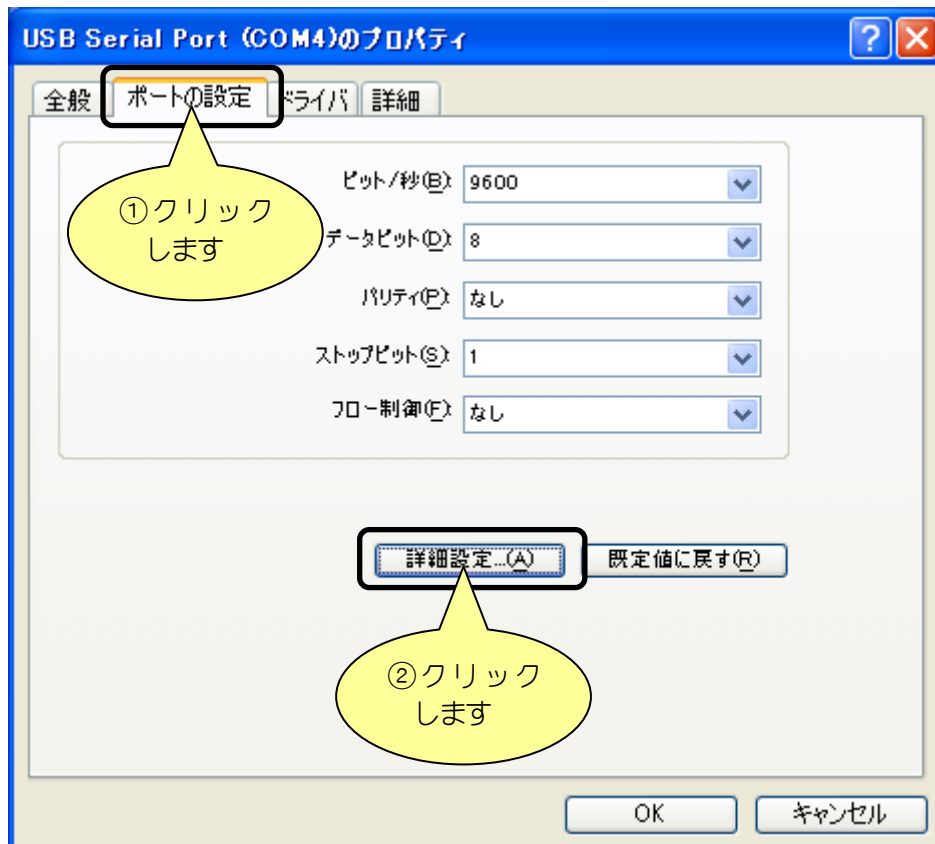 USB Serial Port (COM4)のプロパティ
全般 ポートの設定 ドライバ 詳細
①クリック
します
ビット/秒(B): 9600
データビット(D): 8
パリティ(P): なし
ストップビット(S): 1
フロー制御(F): なし
詳細設定...(A) 既定値に戻す(R)
②クリック
します
OK キャンセル